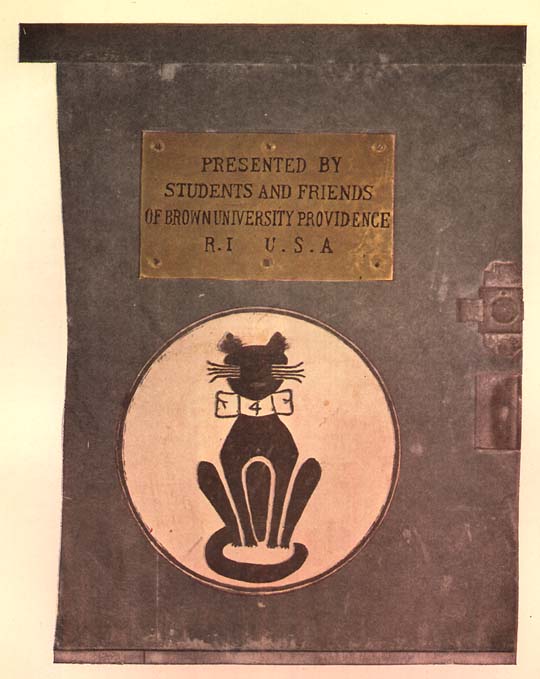 PRESENTED BY
STUDENTS AND FRIENDS
OF BROWN UNIVERSITY PROVIDENCE
R.I U.S.A
4